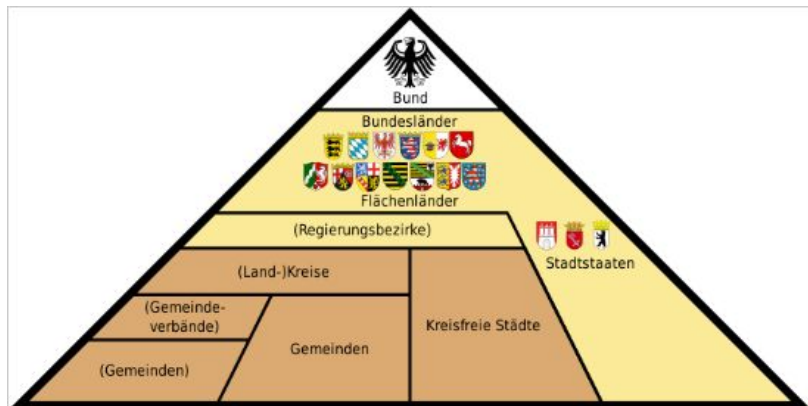 Bund
Bundesländer
Flächenländer
(Regierungsbezirke)
Stadtstaaten
(Land-)Kreise
(Gemeinde-
verbände)
Kreisfreie Städte
Gemeinden
(Gemeinden)